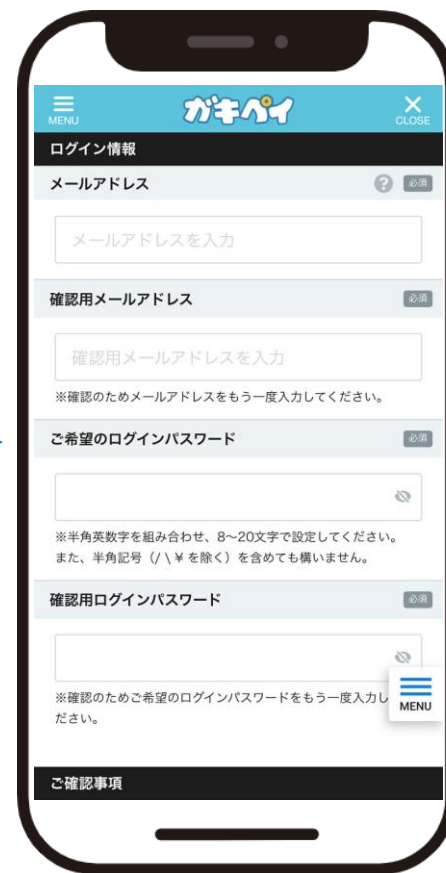 MENU
ガキペイ
CLOSE
ログイン情報
メールアドレス
?
必須
メールアドレスを入力
確認用メールアドレス
必須
確認用メールアドレスを入力
※確認のためメールアドレスをもう一度入力してください。
ご希望のログインパスワード
必須
※半角英数字を組み合わせ、8〜20文字で設定してください。
また、半角記号（/ \ ¥ を除く）を含めても構いません。
確認用ログインパスワード
必須
※確認のためご希望のログインパスワードをもう一度入力し
ださい。
MENU
ご確認事項